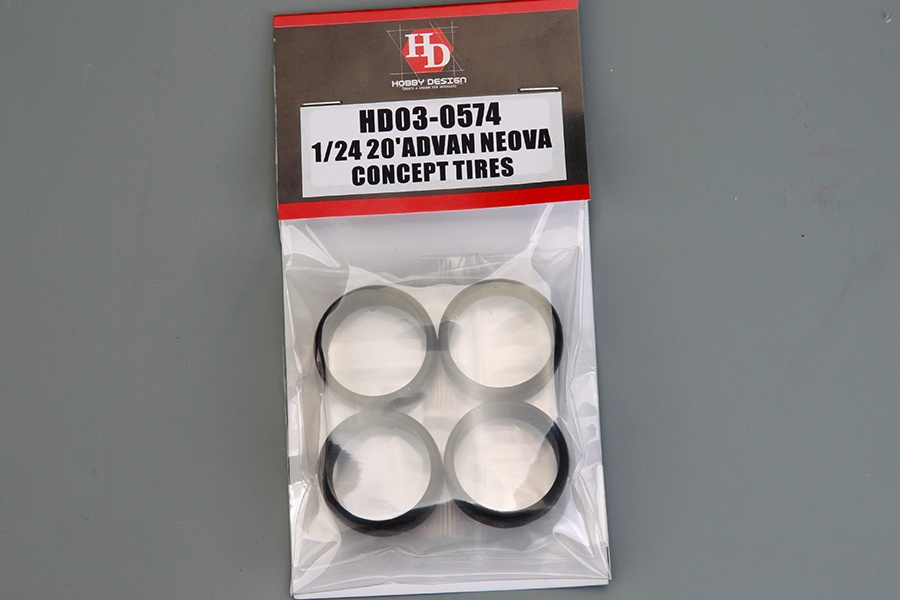 HD
HOBBY DESIGN
HD03-0574
1/24 20'ADVAN NEOVA
CONCEPT TIRES